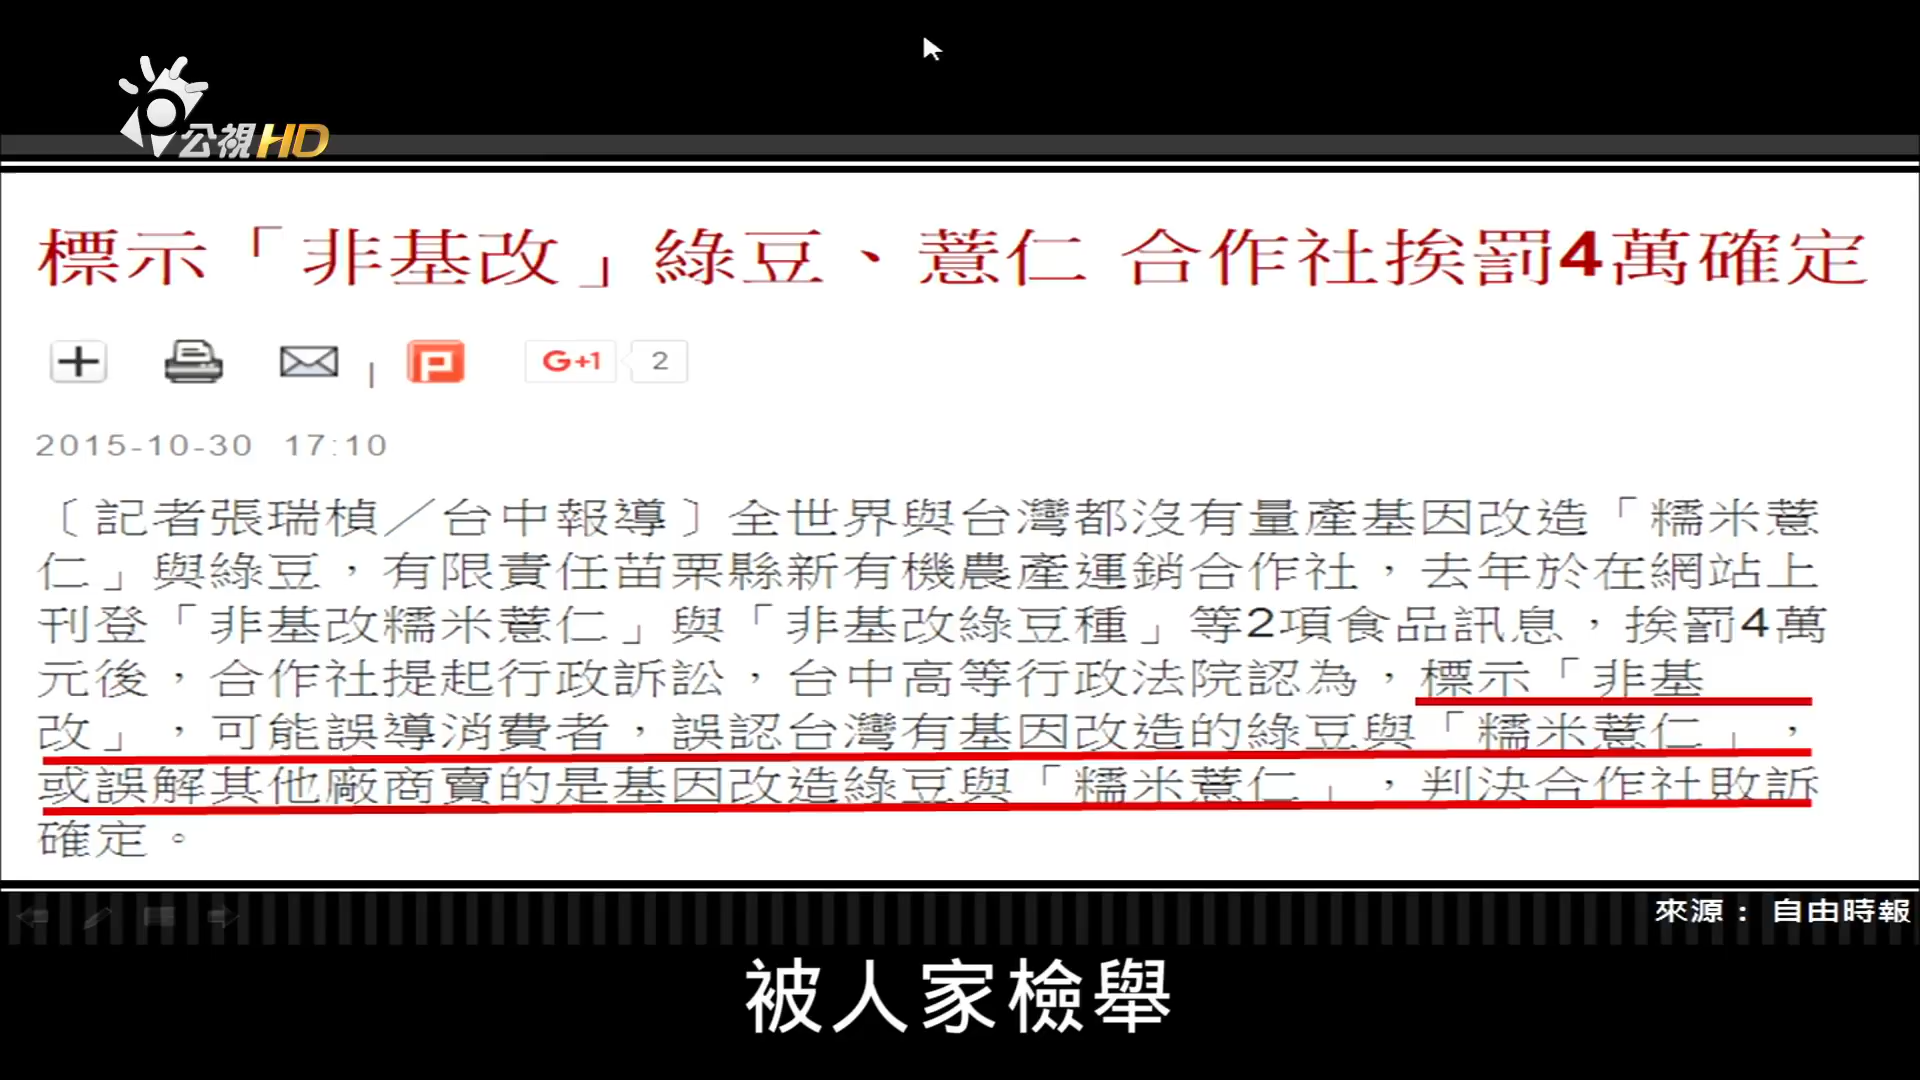 公視HD
標示「非基改」綠豆、薏仁 合作社挨罰4萬確定
G+1 2
2015-10-30 17:10
〔記者張瑞楨／台中報導〕全世界與台灣都沒有量產基因改造「糯米薏
仁」與綠豆，有限責任苗栗縣新有機農產運銷合作社，去年於在網站上
刊登「非基改糯米薏仁」與「非基改綠豆種」等2項食品訊息，挨罰4萬
元後，合作社提起行政訴訟，台中高等行政法院認為，標示「非基
改」，可能誤導消費者，誤認台灣有基因改造的綠豆與「糯米薏仁」，
或誤解其他廠商賣的是基因改造綠豆與「糯米薏仁」，判決合作社敗訴
確定。
來源：自由時報
被人家檢舉